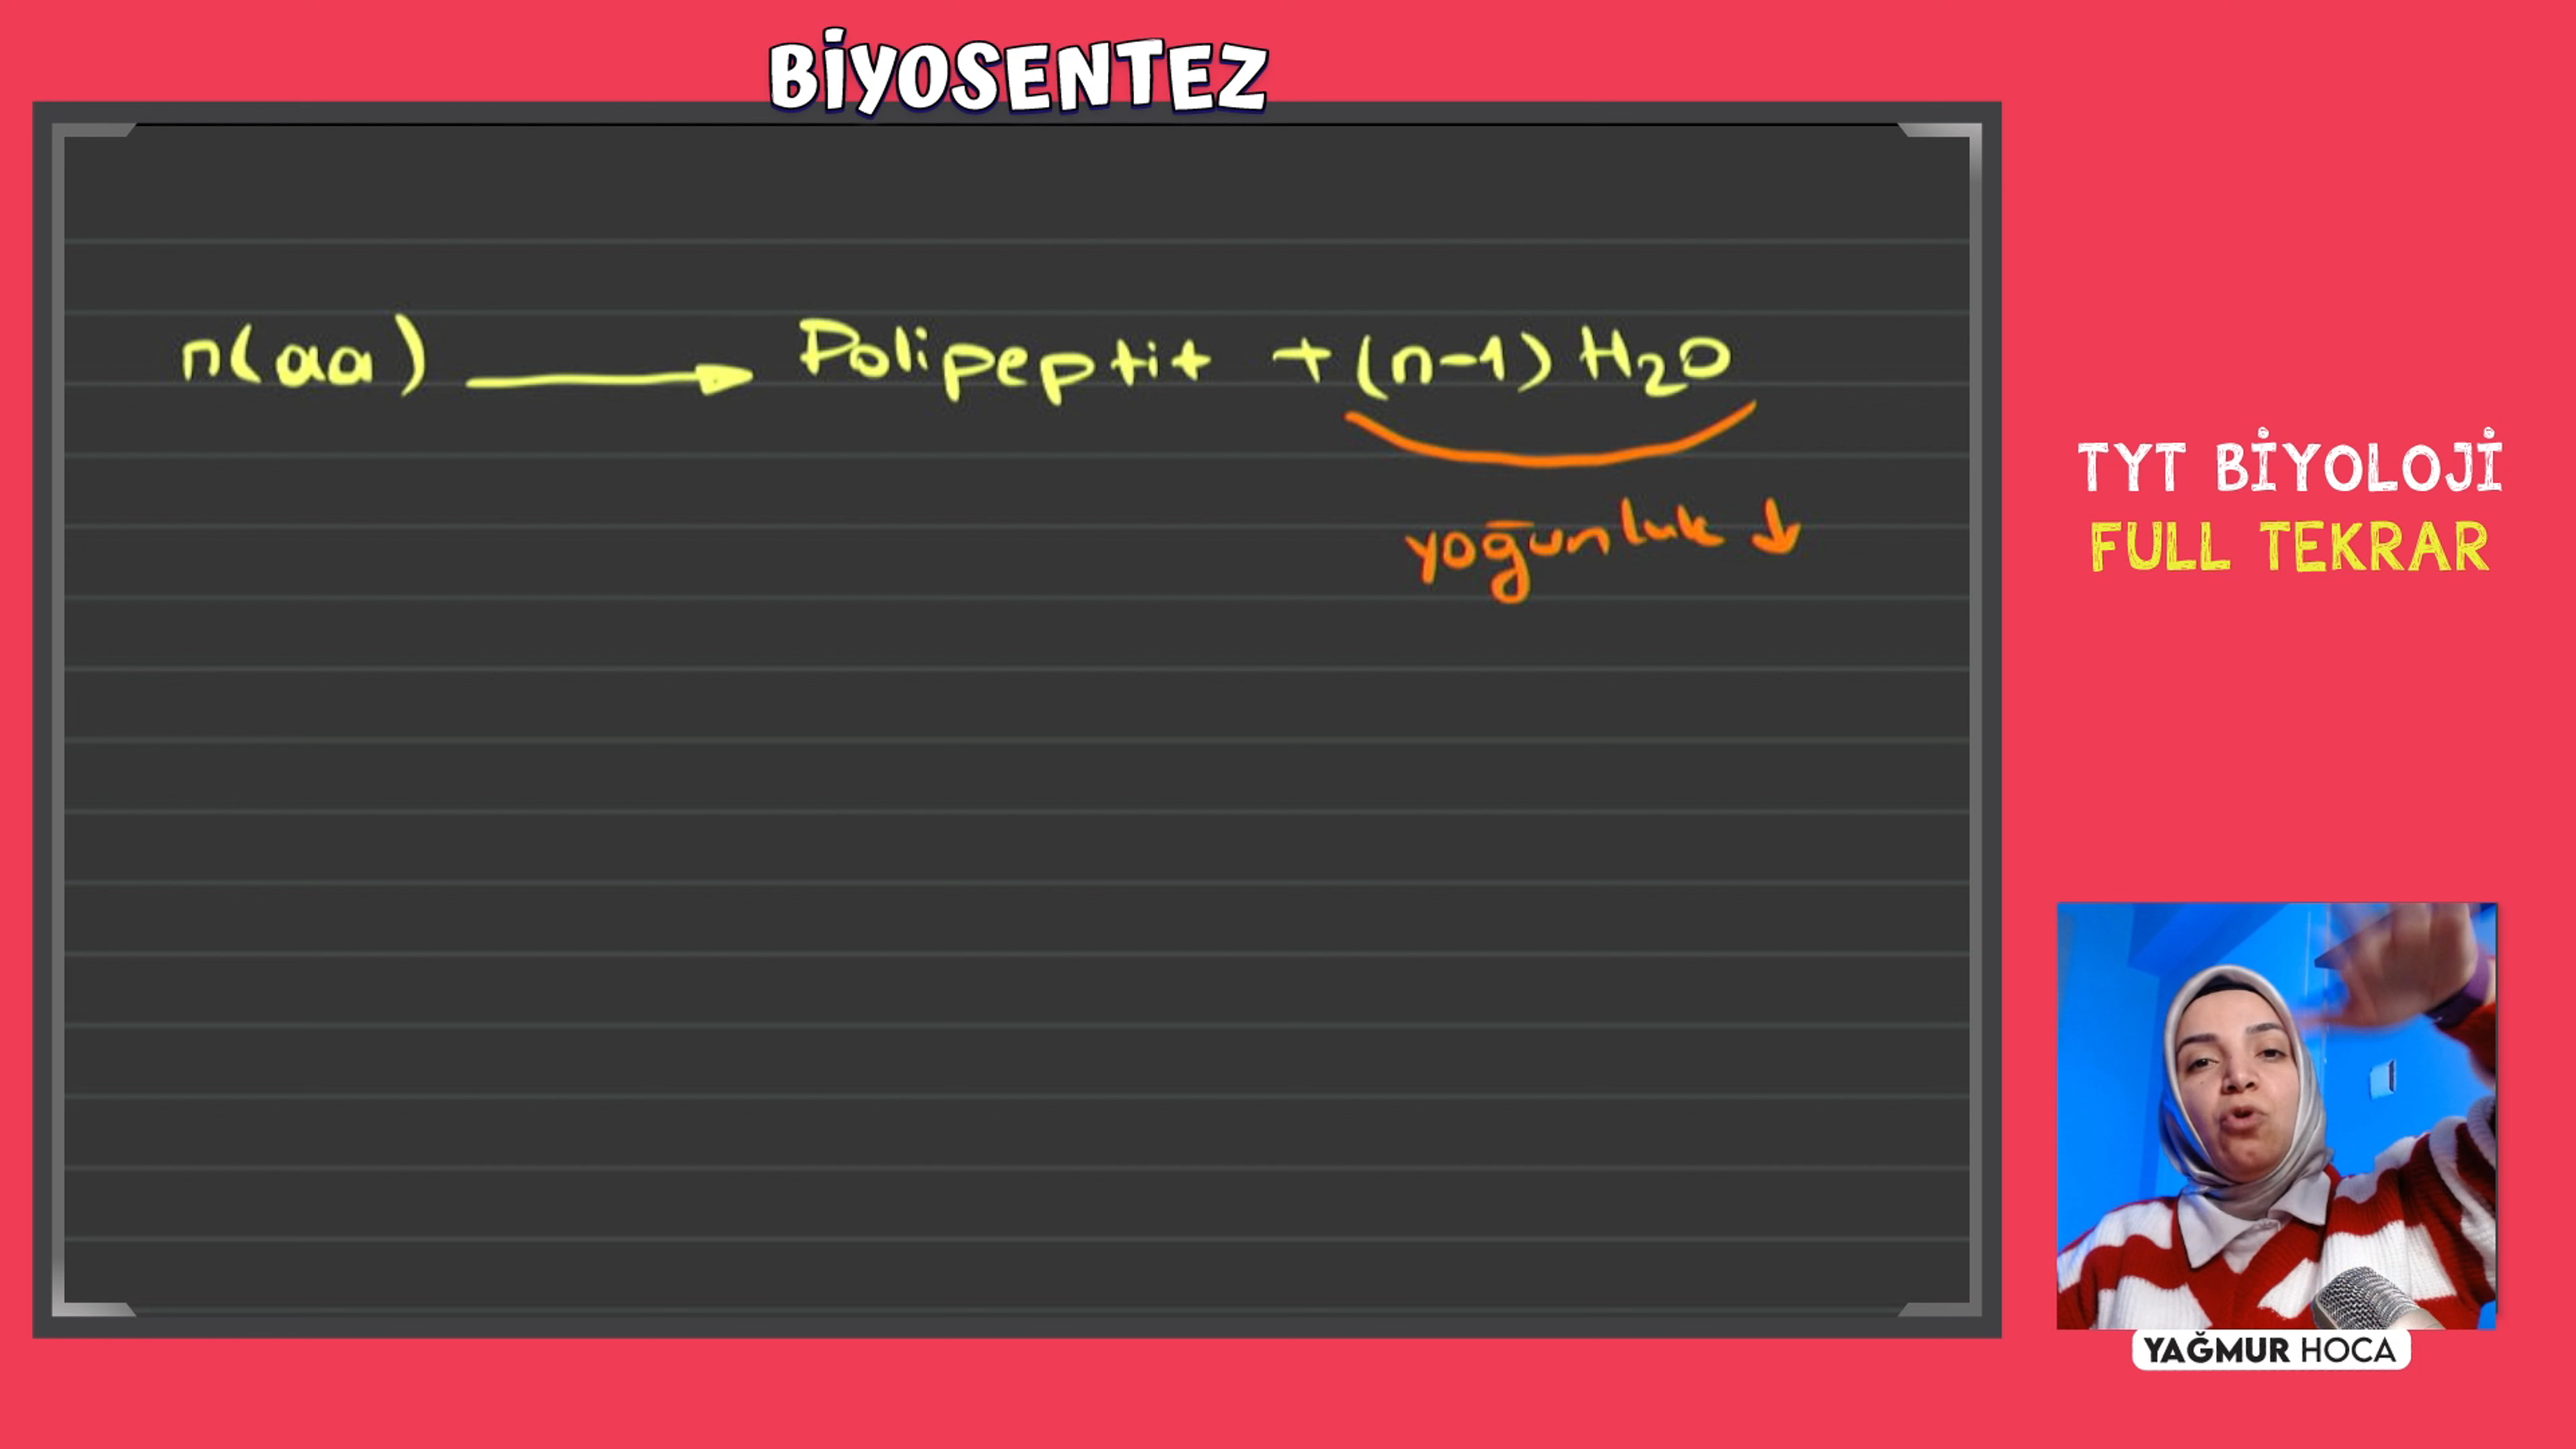 BİYOSENTEZ
n(aa) → Polipeptit + (n-1) H₂O
yoğunluk ↓
TYT BİYOLOJİ
FULL TEKRAR
YAĞMUR HOCA